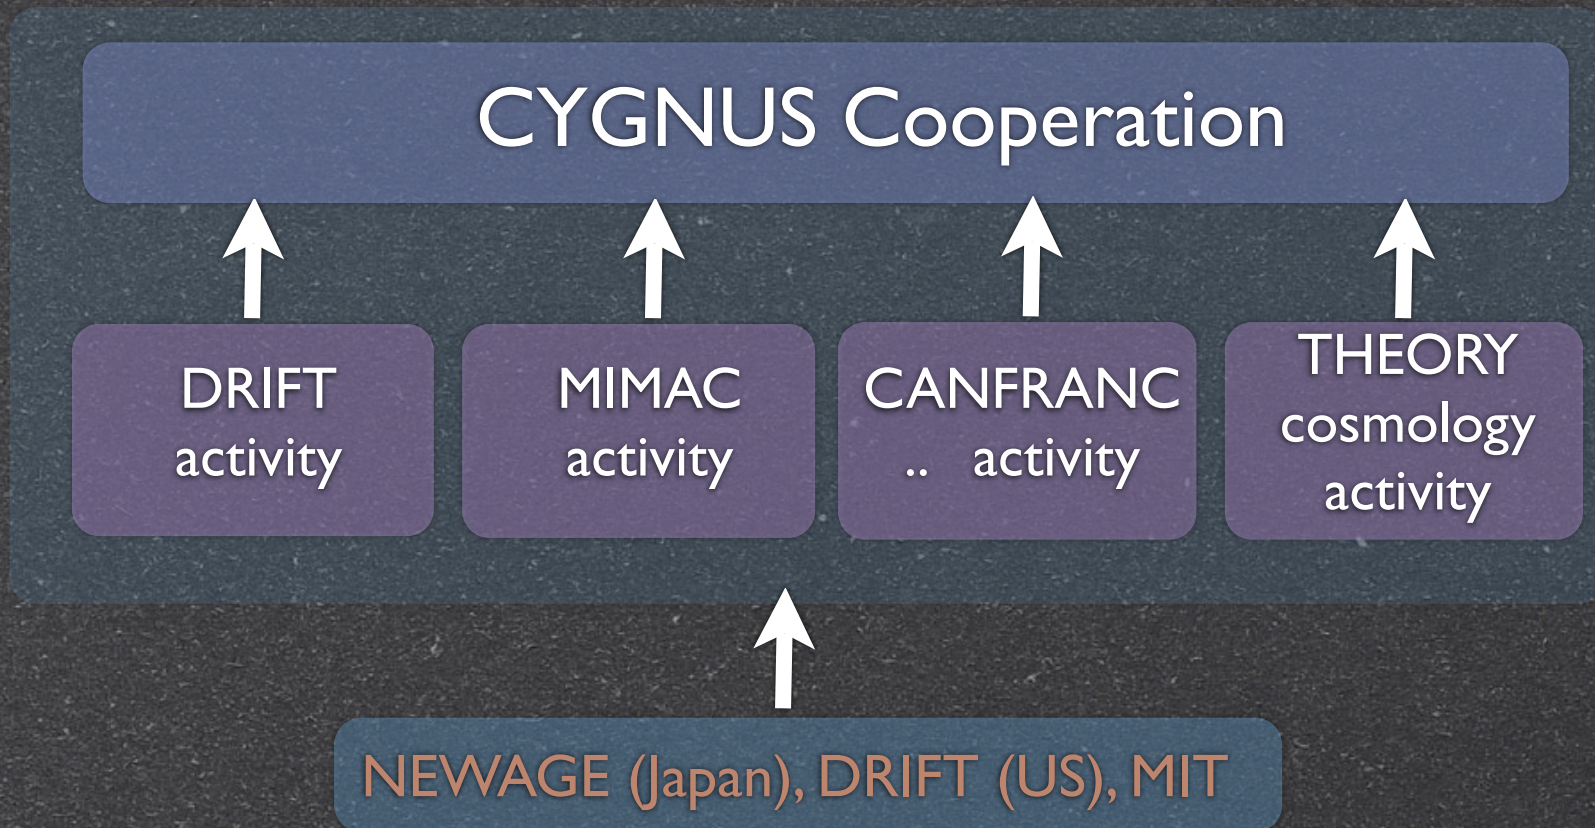 CYGNUS Cooperation
DRIFT
activity
MIMAC
activity
CANFRANC
.. activity
THEORY
cosmology
activity
NEWAGE (Japan), DRIFT (US), MIT